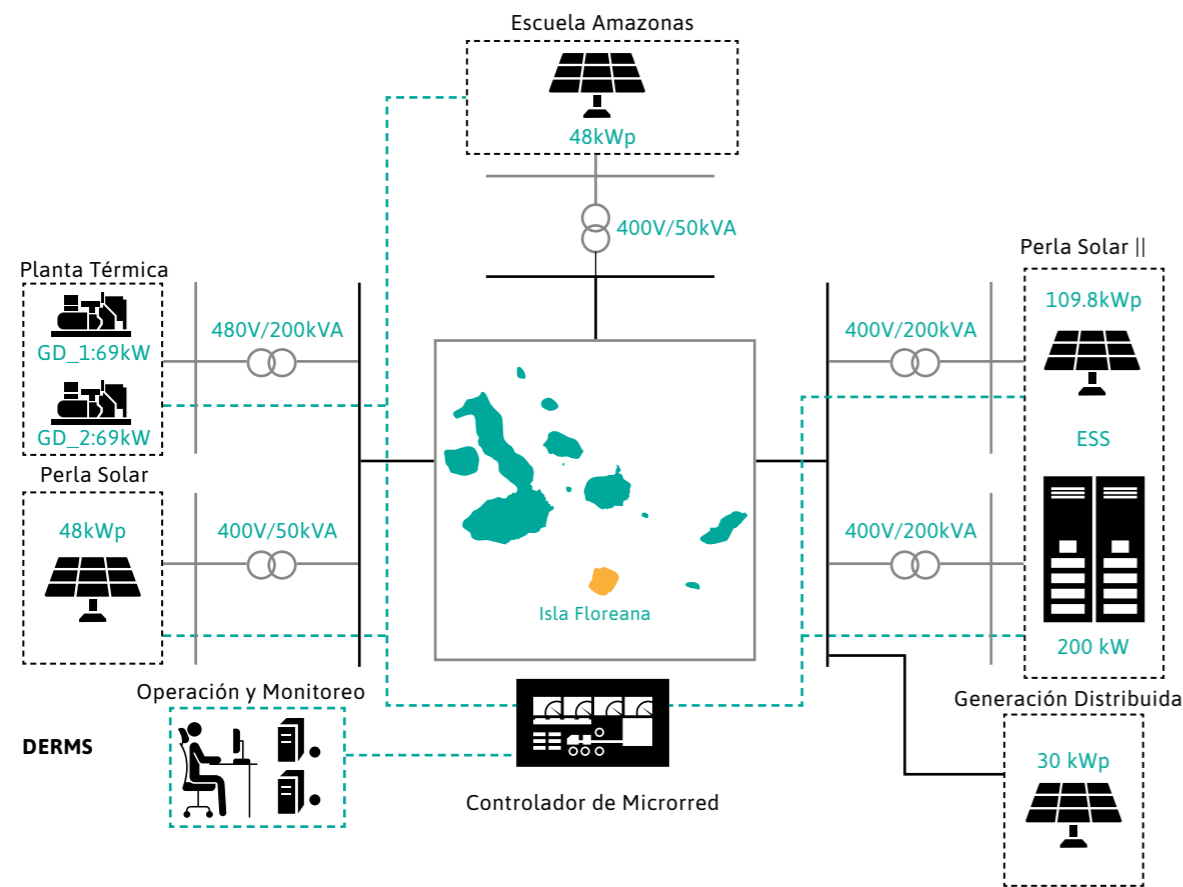 Escuela Amazonas
48kWp
400V/50kVA
Planta Térmica
GD_1:69kW
GD_2:69kW
480V/200kVA
Perla Solar
48kWp
400V/50kVA
Isla Floreana
Perla Solar ||
109.8kWp
400V/200kVA
ESS
400V/200kVA
200 kW
Operación y Monitoreo
DERMS
Controlador de Microrred
Generación Distribuida
30 kWp